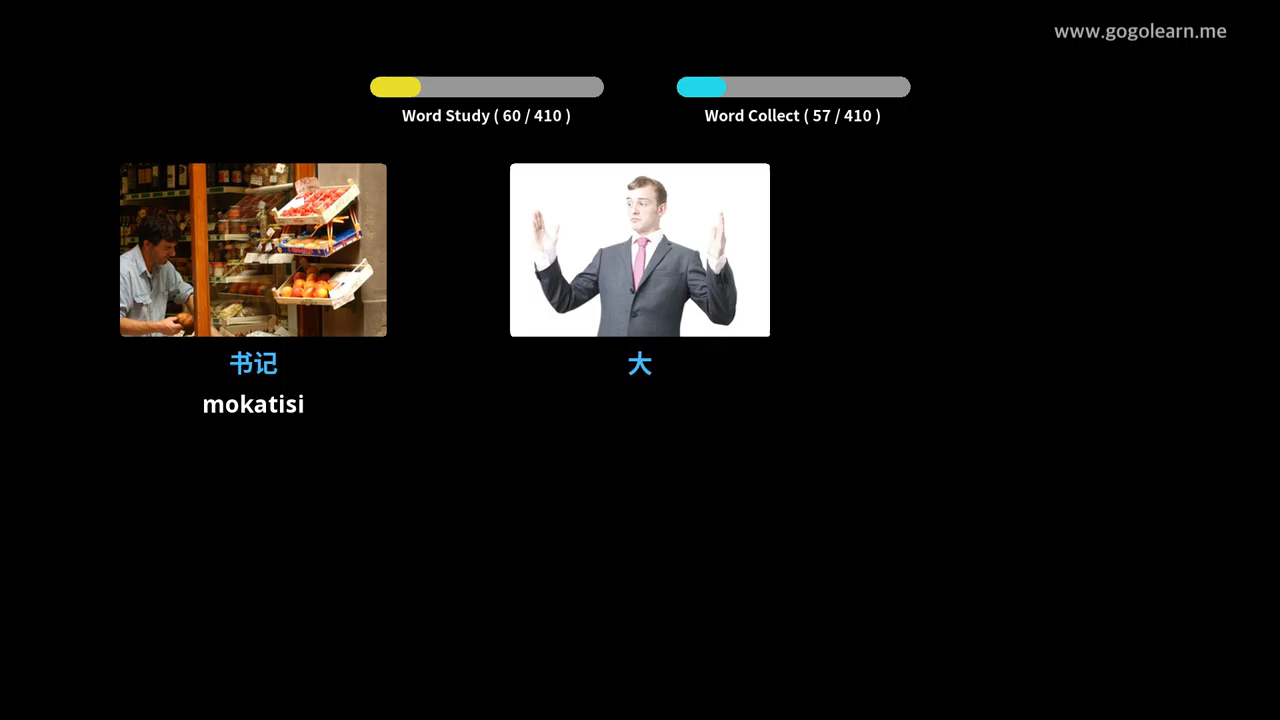 www.gogolearn.me
Word Study ( 60 / 410 )
Word Collect ( 57 / 410 )
书记
大
mokatisi